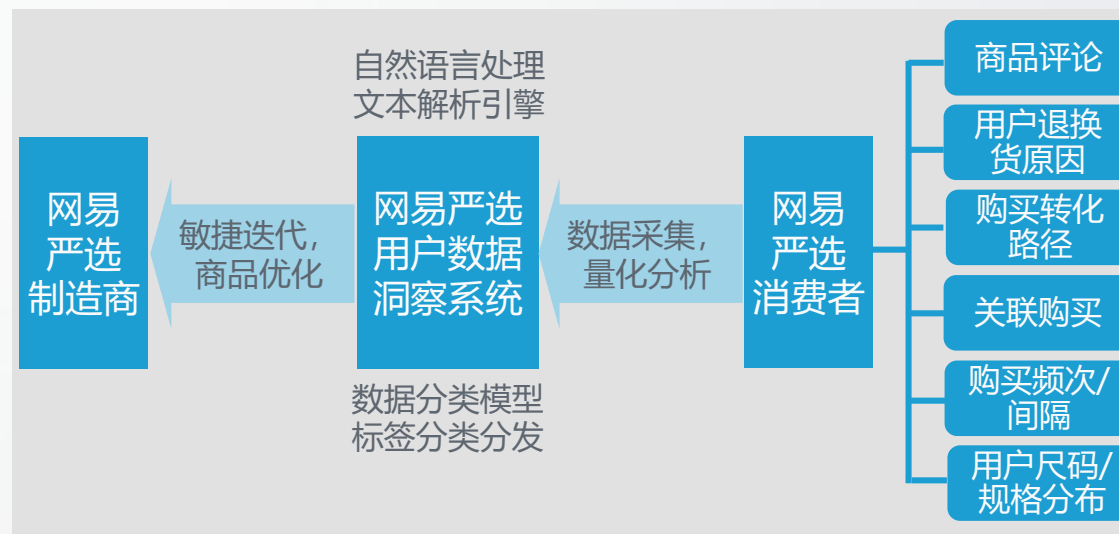 自然语言处理
文本解析引擎
网易
严选
制造商
敏捷迭代，
商品优化
网易严选
用户数据
洞察系统
数据采集，
量化分析
网易
严选
消费者
数据分类模型
标签分类分发
商品评论
用户退换
货原因
购买转化
路径
关联购买
购买频次/
间隔
用户尺码/
规格分布